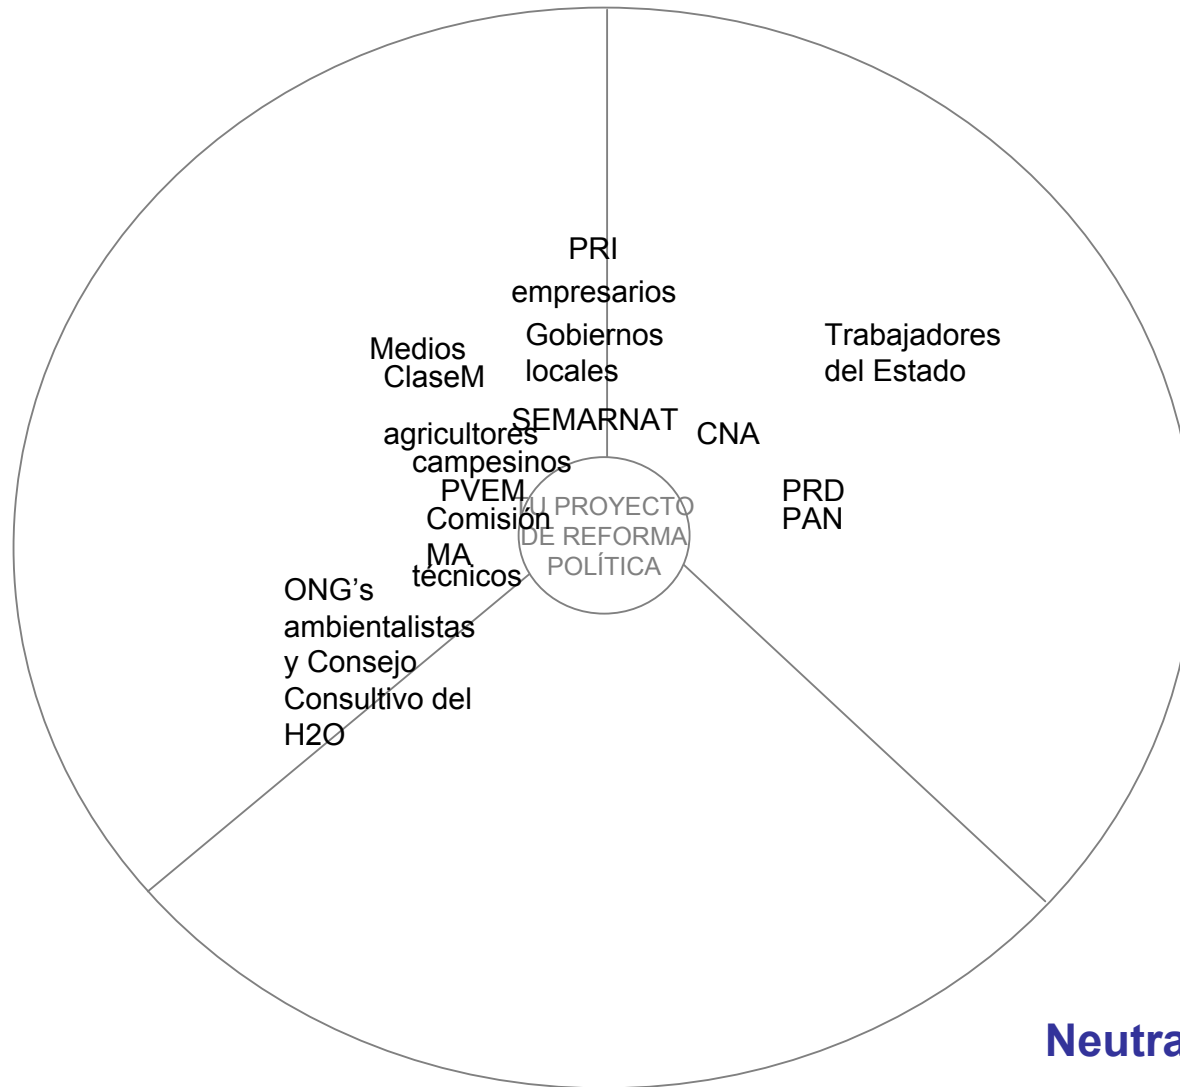 PRI
empresarios
Gobiernos
locales
Trabajadores
del Estado
Medios
ClaseM
SEMARNAT
CNA
agricultores
campesinos
PVEM
Comisión
MA
técnicos
TU PROYECTO
DE REFORMA
POLÍTICA
PRD
PAN
ONG’s
ambientalistas
y Consejo
Consultivo del
H2O
Neutra